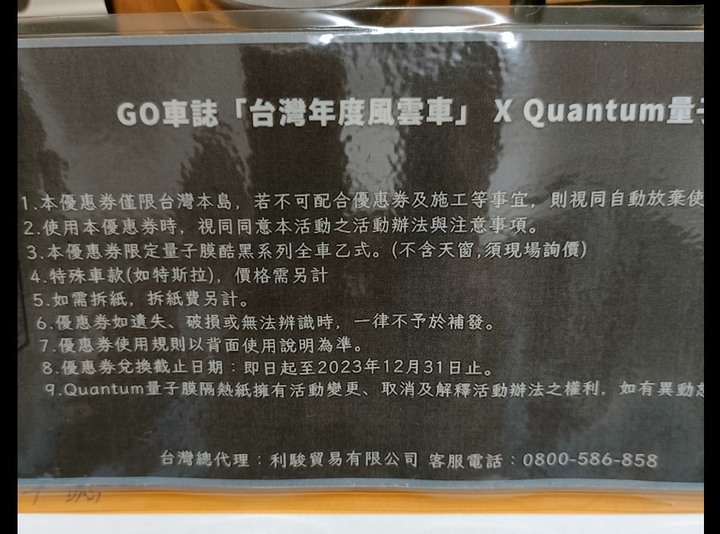 GO車誌「台灣年度風雲車」 X Quantum量子
1.本優惠券僅限台灣本島，若不可配合優惠券及施工等事宜，則視同自動放棄使
2.使用本優惠券時，視同同意本活動之活動辦法與注意事項。
3.本優惠券限定量子膜酷黑系列全車乙式。(不含天窗,須現場詢價)
4.特殊車款(如特斯拉)，價格需另計
5.如需拆紙，拆紙費另計。
6.優惠券如遺失、破損或無法辨識時，一律不予於補發。
7.優惠券使用規則以背面使用說明為準。
8.優惠券兌換截止日期：即日起至2023年12月31日止。
9.Quantum量子膜隔熱紙擁有活動變更、取消及解釋活動辦法之權利，如有異動恕
台灣總代理：利駿貿易有限公司 客服電話：0800-586-858